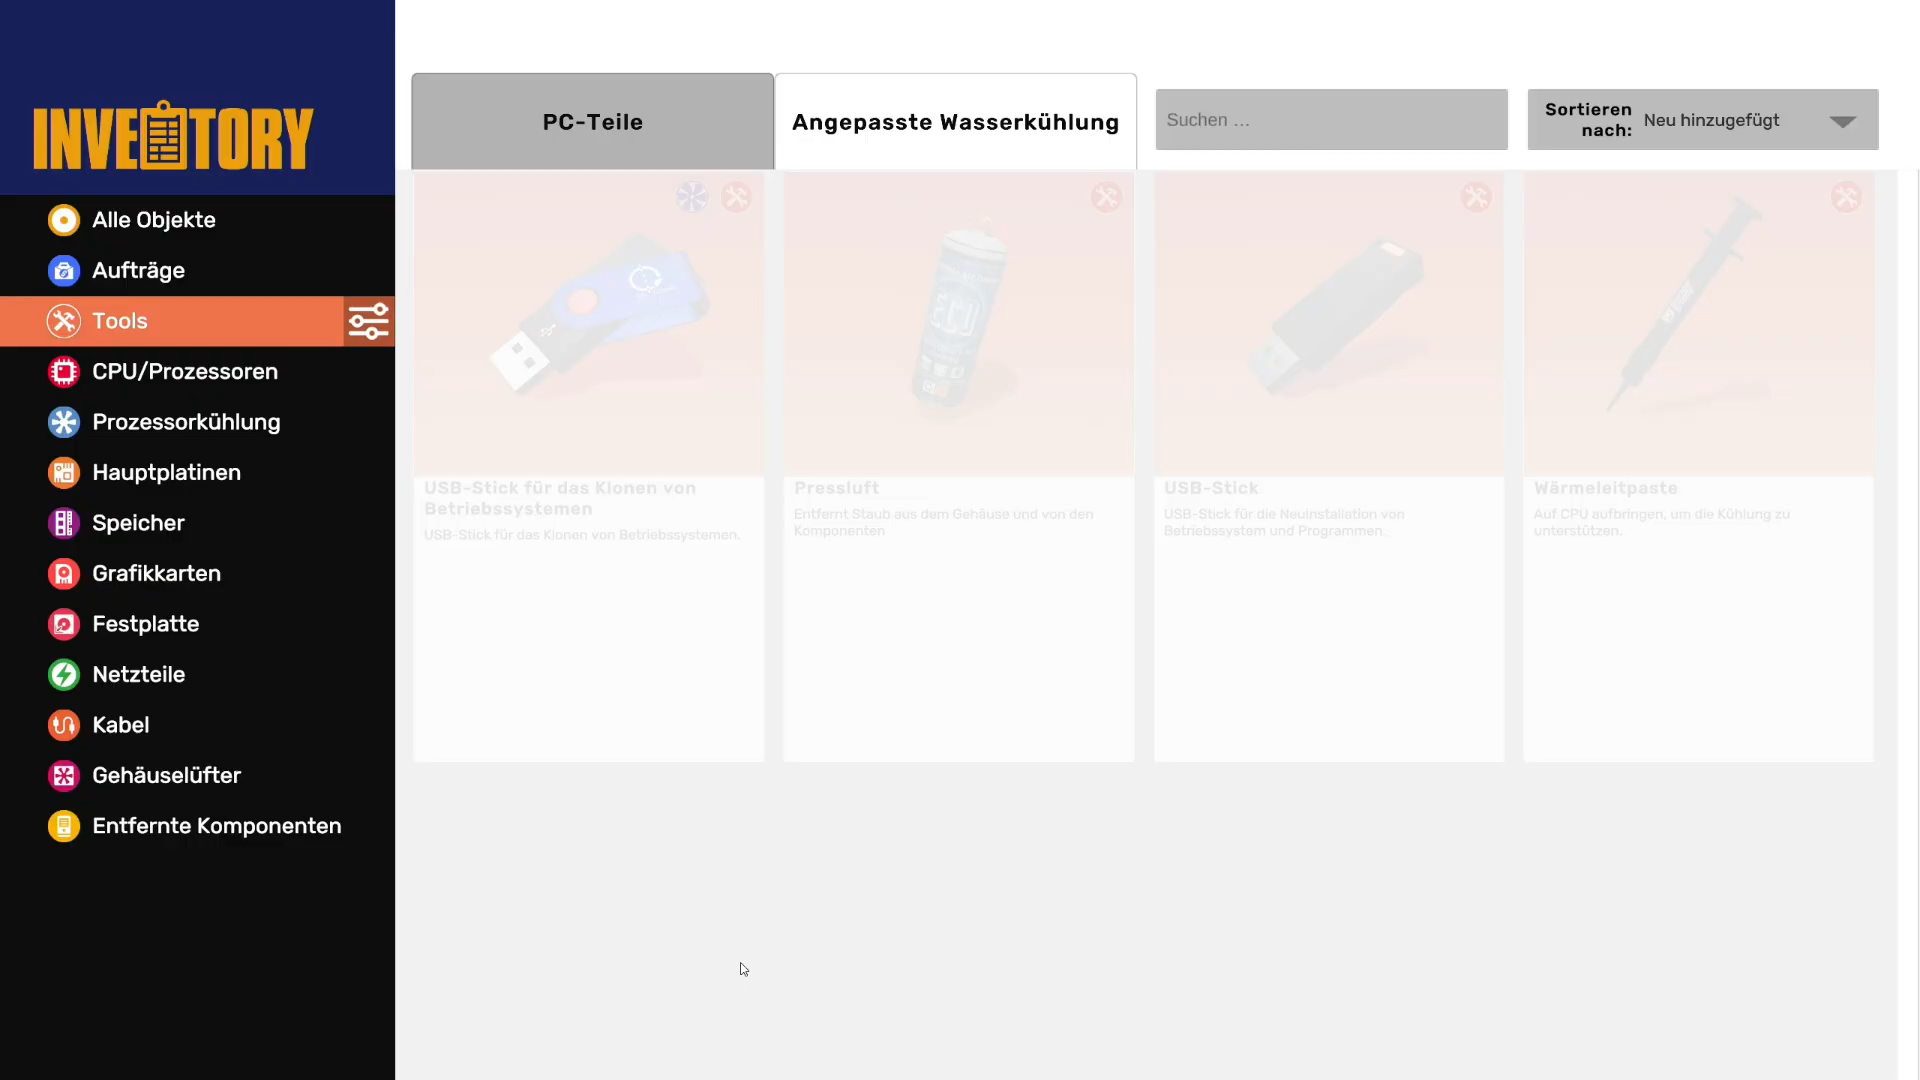 INVENTORY
PC-Teile
Angepasste Wasserkühlung
Suchen ...
Sortieren
nach:
Neu hinzugefügt
Alle Objekte
Aufträge
Tools
CPU/Prozessoren
Prozessorkühlung
Hauptplatinen
Speicher
Grafikkarten
Festplatte
Netzteile
Kabel
Gehäuselüfter
Entfernte Komponenten
USB-Stick für das Klonen von
Betriebssystemen
USB-Stick für das Klonen von Betriebssystemen.
Pressluft
Entfernt Staub aus dem Gehäuse und von den
Komponenten
USB-Stick
USB-Stick für die Neuinstallation von
Betriebssystem und Programmen.
Wärmeleitpaste
Auf CPU aufbringen, um die Kühlung zu
unterstützen.